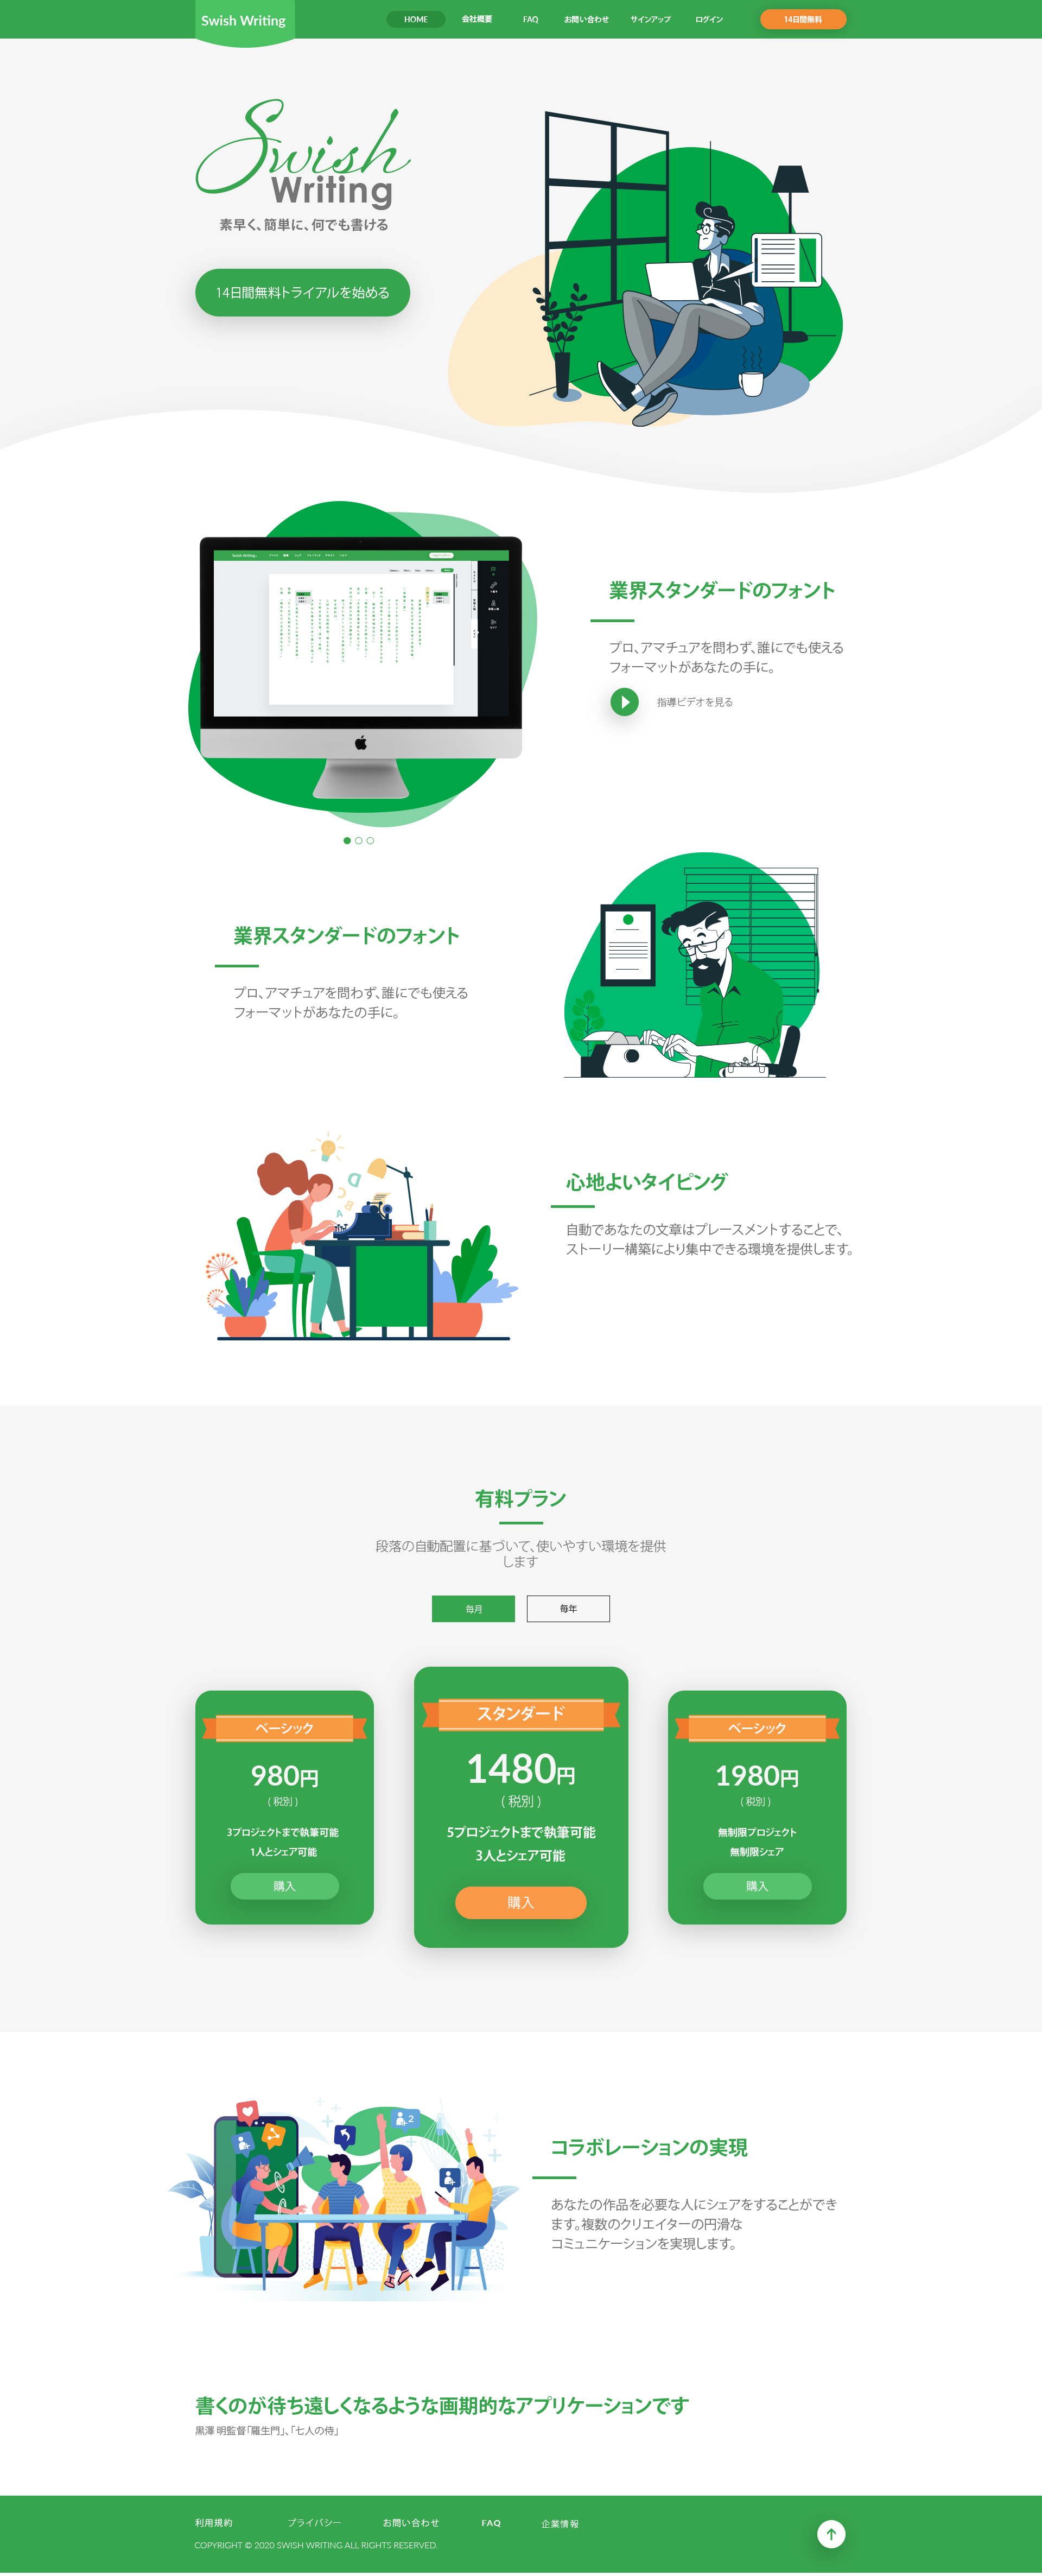 Swish Writing
HOME
会社概要
FAQ
お問い合わせ
サインアップ
ログイン
14日間無料
Swish
Writing
素早く、簡単に、何でも書ける
14日間無料トライアルを始める
業界スタンダードのフォント
プロ、アマチュアを問わず、誰にでも使える
フォーマットがあなたの手に。
指導ビデオを見る
業界スタンダードのフォント
プロ、アマチュアを問わず、誰にでも使える
フォーマットがあなたの手に。
D
C
B
A
心地よいタイピング
自動であなたの文章はプレースメントすることで、
ストーリー構築により集中できる環境を提供します。
有料プラン
段落の自動配置に基づいて、使いやすい環境を提供
します
毎月
毎年
ベーシック
980円
( 税別 )
3プロジェクトまで執筆可能
1人とシェア可能
購入
スタンダード
1480円
( 税別 )
5プロジェクトまで執筆可能
3人とシェア可能
購入
ベーシック
1980円
( 税別 )
無制限プロジェクト
無制限シェア
購入
2
コラボレーションの実現
あなたの作品を必要な人にシェアをすることができ
ます。複数のクリエイターの円滑な
コミュニケーションを実現します。
書くのが待ち遠しくなるような画期的なアプリケーションです
黒澤 明監督「羅生門」、「七人の侍」
利用規約
プライバシー
お問い合わせ
FAQ
企業情報
COPYRIGHT © 2020 SWISH WRITING ALL RIGHTS RESERVED.